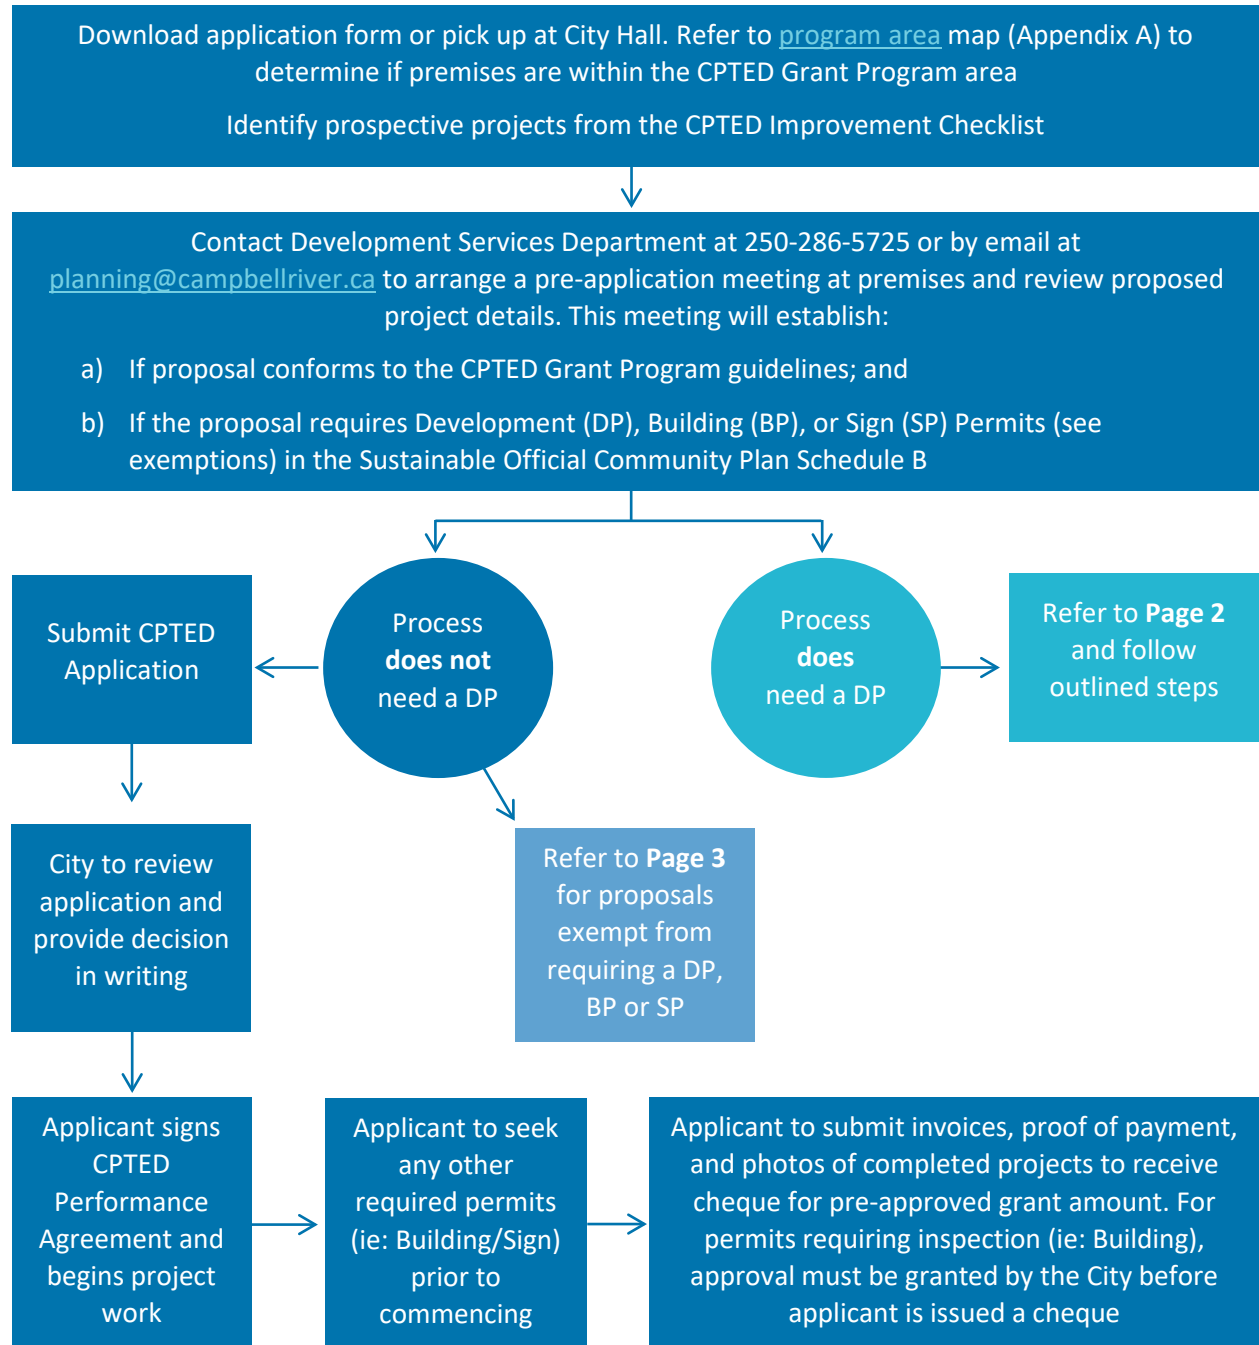 Download application form or pick up at City Hall. Refer to program area map (Appendix A) to
determine if premises are within the CPTED Grant Program area
Identify prospective projects from the CPTED Improvement Checklist
Contact Development Services Department at 250-286-5725 or by email at
planning@campbellriver.ca to arrange a pre-application meeting at premises and review proposed
project details. This meeting will establish:
a) If proposal conforms to the CPTED Grant Program guidelines; and
b) If the proposal requires Development (DP), Building (BP), or Sign (SP) Permits (see
exemptions) in the Sustainable Official Community Plan Schedule B
Submit CPTED
Application
Process
does not
need a DP
Process
does
need a DP
Refer to Page 2
and follow
outlined steps
City to review
application and
provide decision
in writing
Refer to Page 3
for proposals
exempt from
requiring a DP,
BP or SP
Applicant signs
CPTED
Performance
Agreement and
begins project
work
Applicant to seek
any other
required permits
(ie: Building/Sign)
prior to
commencing
Applicant to submit invoices, proof of payment,
and photos of completed projects to receive
cheque for pre-approved grant amount. For
permits requiring inspection (ie: Building),
approval must be granted by the City before
applicant is issued a cheque